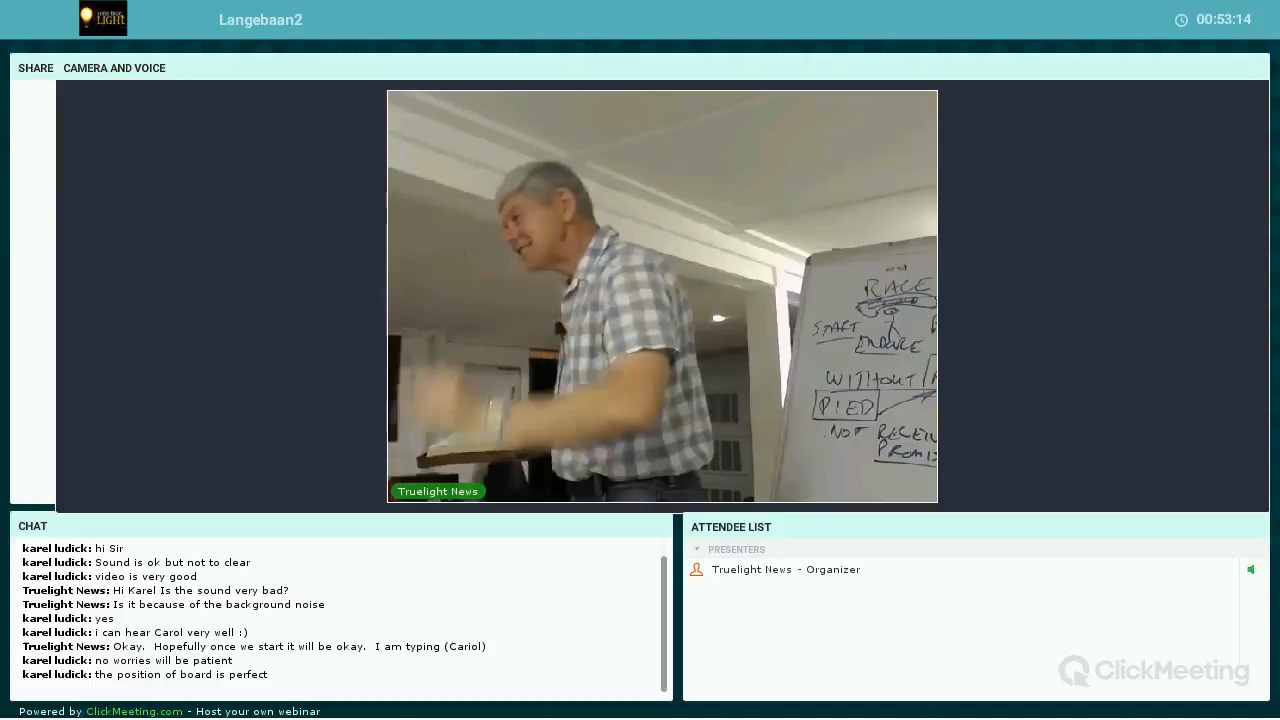 LIGHT
Langebaan2
00:53:14
SHARE CAMERA AND VOICE
RACE
START
ENDURE
WITHOUT
PIED
NOT RECEIV
PROMIS
Truelight News
CHAT
karel ludick: hi Sir
karel ludick: Sound is ok but not to clear
karel ludick: video is very good
Truelight News: Hi Karel Is the sound very bad?
Truelight News: Is it because of the background noise
karel ludick: yes
karel ludick: i can hear Carol very well :)
Truelight News: Okay. Hopefully once we start it will be okay. I am typing (Cariol)
karel ludick: no worries will be patient
karel ludick: the position of board is perfect
ATTENDEE LIST
PRESENTERS
Truelight News - Organizer
ClickMeeting
Powered by ClickMeeting.com - Host your own webinar